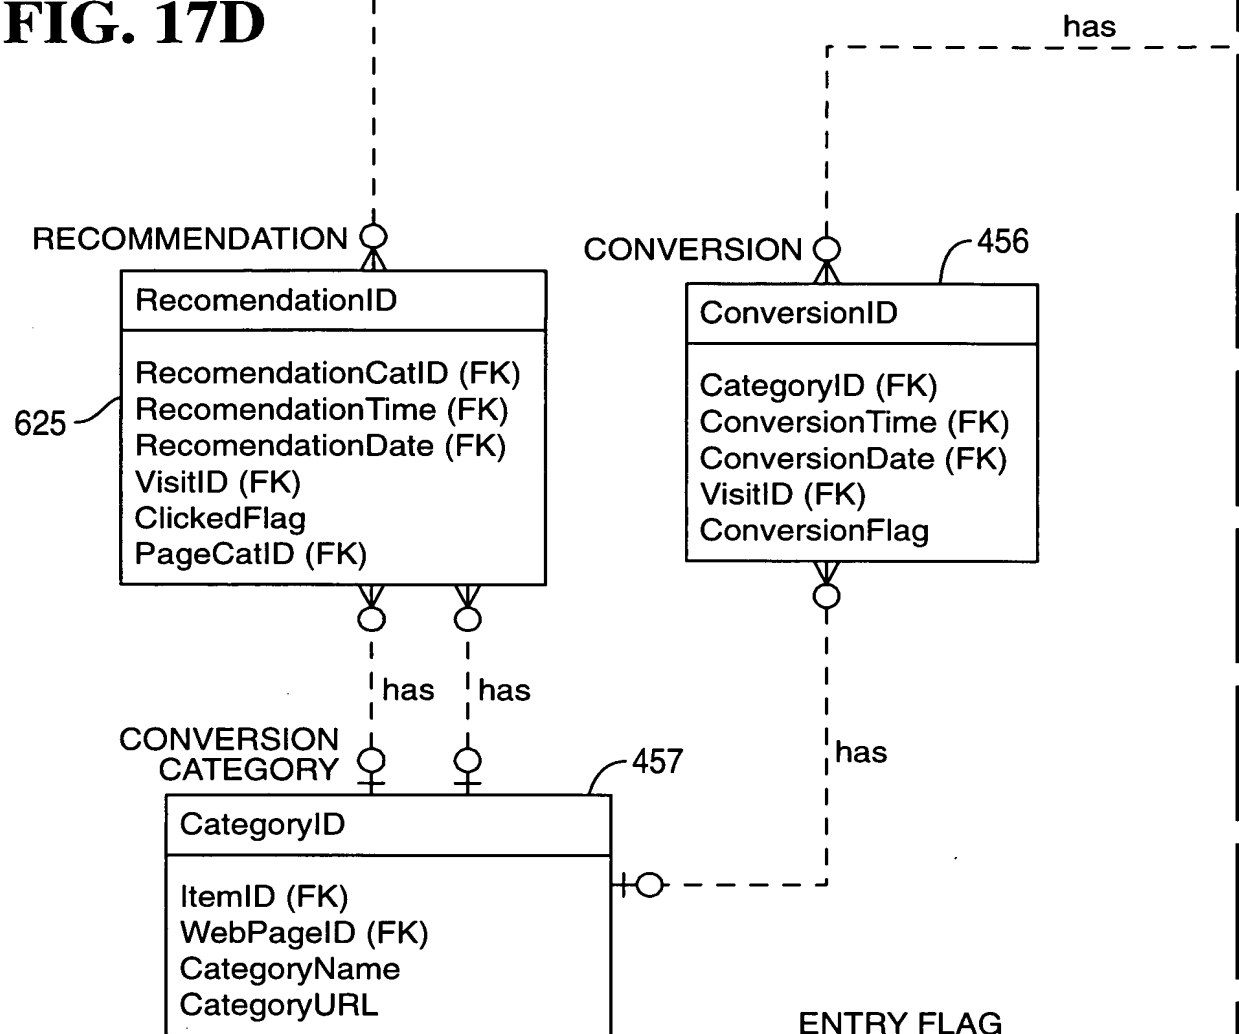 FIG. 17D
has
RECOMMENDATION
RecomendationID
RecomendationCatID (FK)
RecomendationTime (FK)
RecomendationDate (FK)
VisitID (FK)
ClickedFlag
PageCatID (FK)
625
CONVERSION
456
ConversionID
CategoryID (FK)
ConversionTime (FK)
ConversionDate (FK)
VisitID (FK)
ConversionFlag
has
has
has
CONVERSION
CATEGORY
457
CategoryID
ItemID (FK)
WebPageID (FK)
CategoryName
CategoryURL
ENTRY FLAG